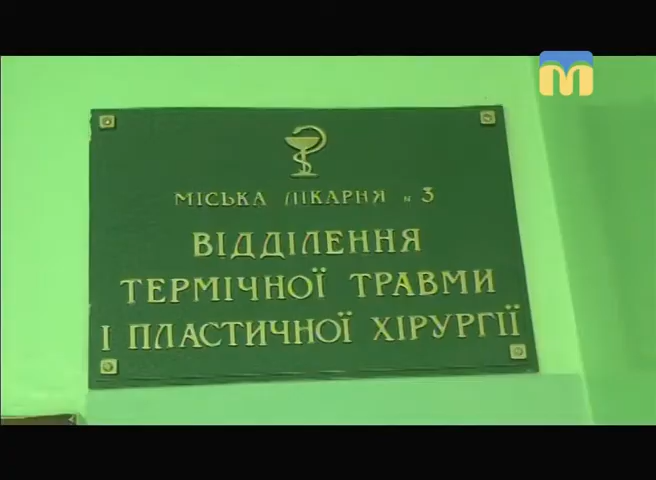 МІСЬКА ЛІКАРНЯ № 3
ВІДДІЛЕННЯ
ТЕРМІЧНОЇ ТРАВМИ
І ПЛАСТИЧНОЇ ХІРУРГІЇ